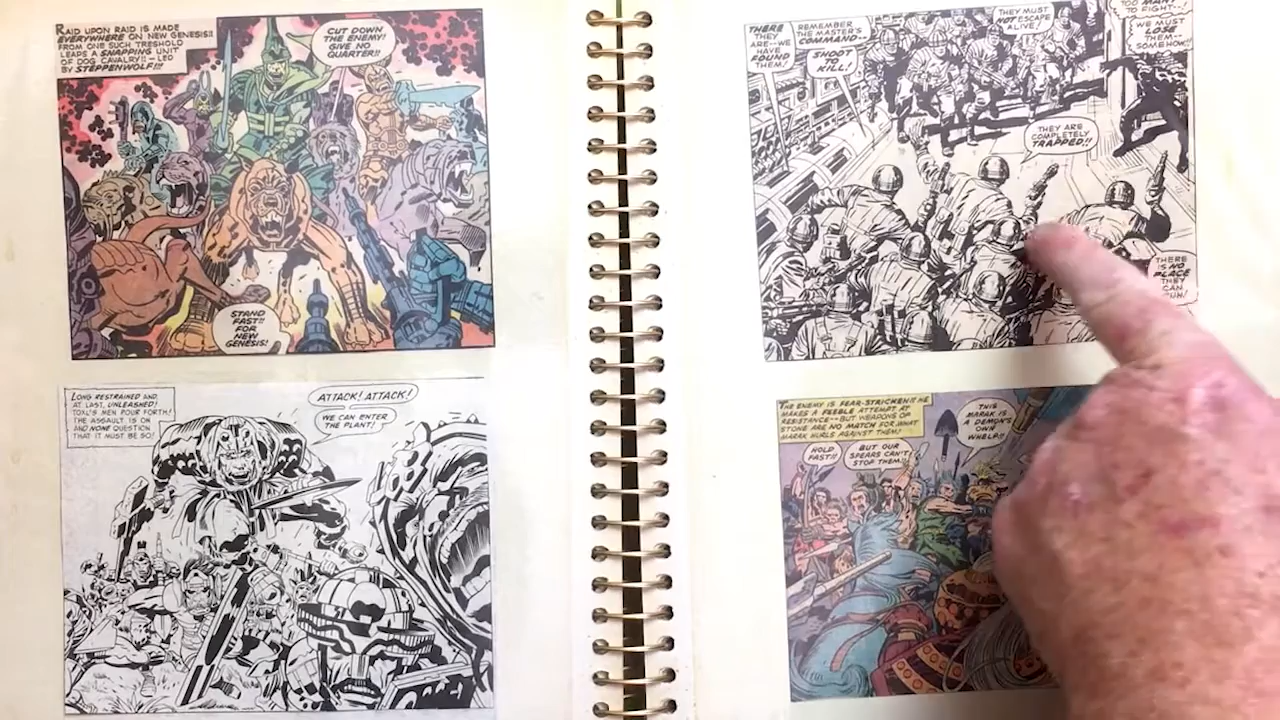 RAID UPON RAID IS MADE
EVERYWHERE ON NEW GENESIS!!
FROM ONE SUCH TRESHOLD
LEAPS A SNAPPING UNIT
OF DOG CAVALRY!! – LED
BY STEPPENWOLF!!!
CUT DOWN
THE ENEMY!
GIVE NO
QUARTER!!
STAND
FAST!! FOR
NEW
GENESIS!
LONG RESTRAINED AND,
AT LAST, UNLEASHED!
TOXL'S MEN POUR FORTH!
THE ASSAULT IS ON
AND NONE QUESTION
THAT IT MUST BE SO!
ATTACK! ATTACK!
WE CAN ENTER
THE PLANT!
THERE
THEY
ARE--WE
HAVE
FOUND
THEM!
REMEMBER
THE MASTER'S
COMMAND--
SHOOT
TO
KILL!
THEY MUST
NOT ESCAPE
ALIVE!
TOO MANY
TO FIGHT--!
WE MUST
LOSE
THEM--
SOMEHOW!
THEY ARE
COMPLETELY
TRAPPED!!
THERE
IS NO
PLACE
THEY
CAN
RUN!
THE ENEMY IS FEAR-STRICKEN!! HE
MAKES A FEEBLE ATTEMPT AT
RESISTANCE--BUT WEAPONS OF
STONE ARE NO MATCH FOR WHAT
MARAK HURLS AGAINST THEM!
HOLD
FAST!!
BUT OUR
SPEARS CAN'T
STOP THEM!
THIS
MARAK IS
A DEMON'S
OWN
WHELP!!